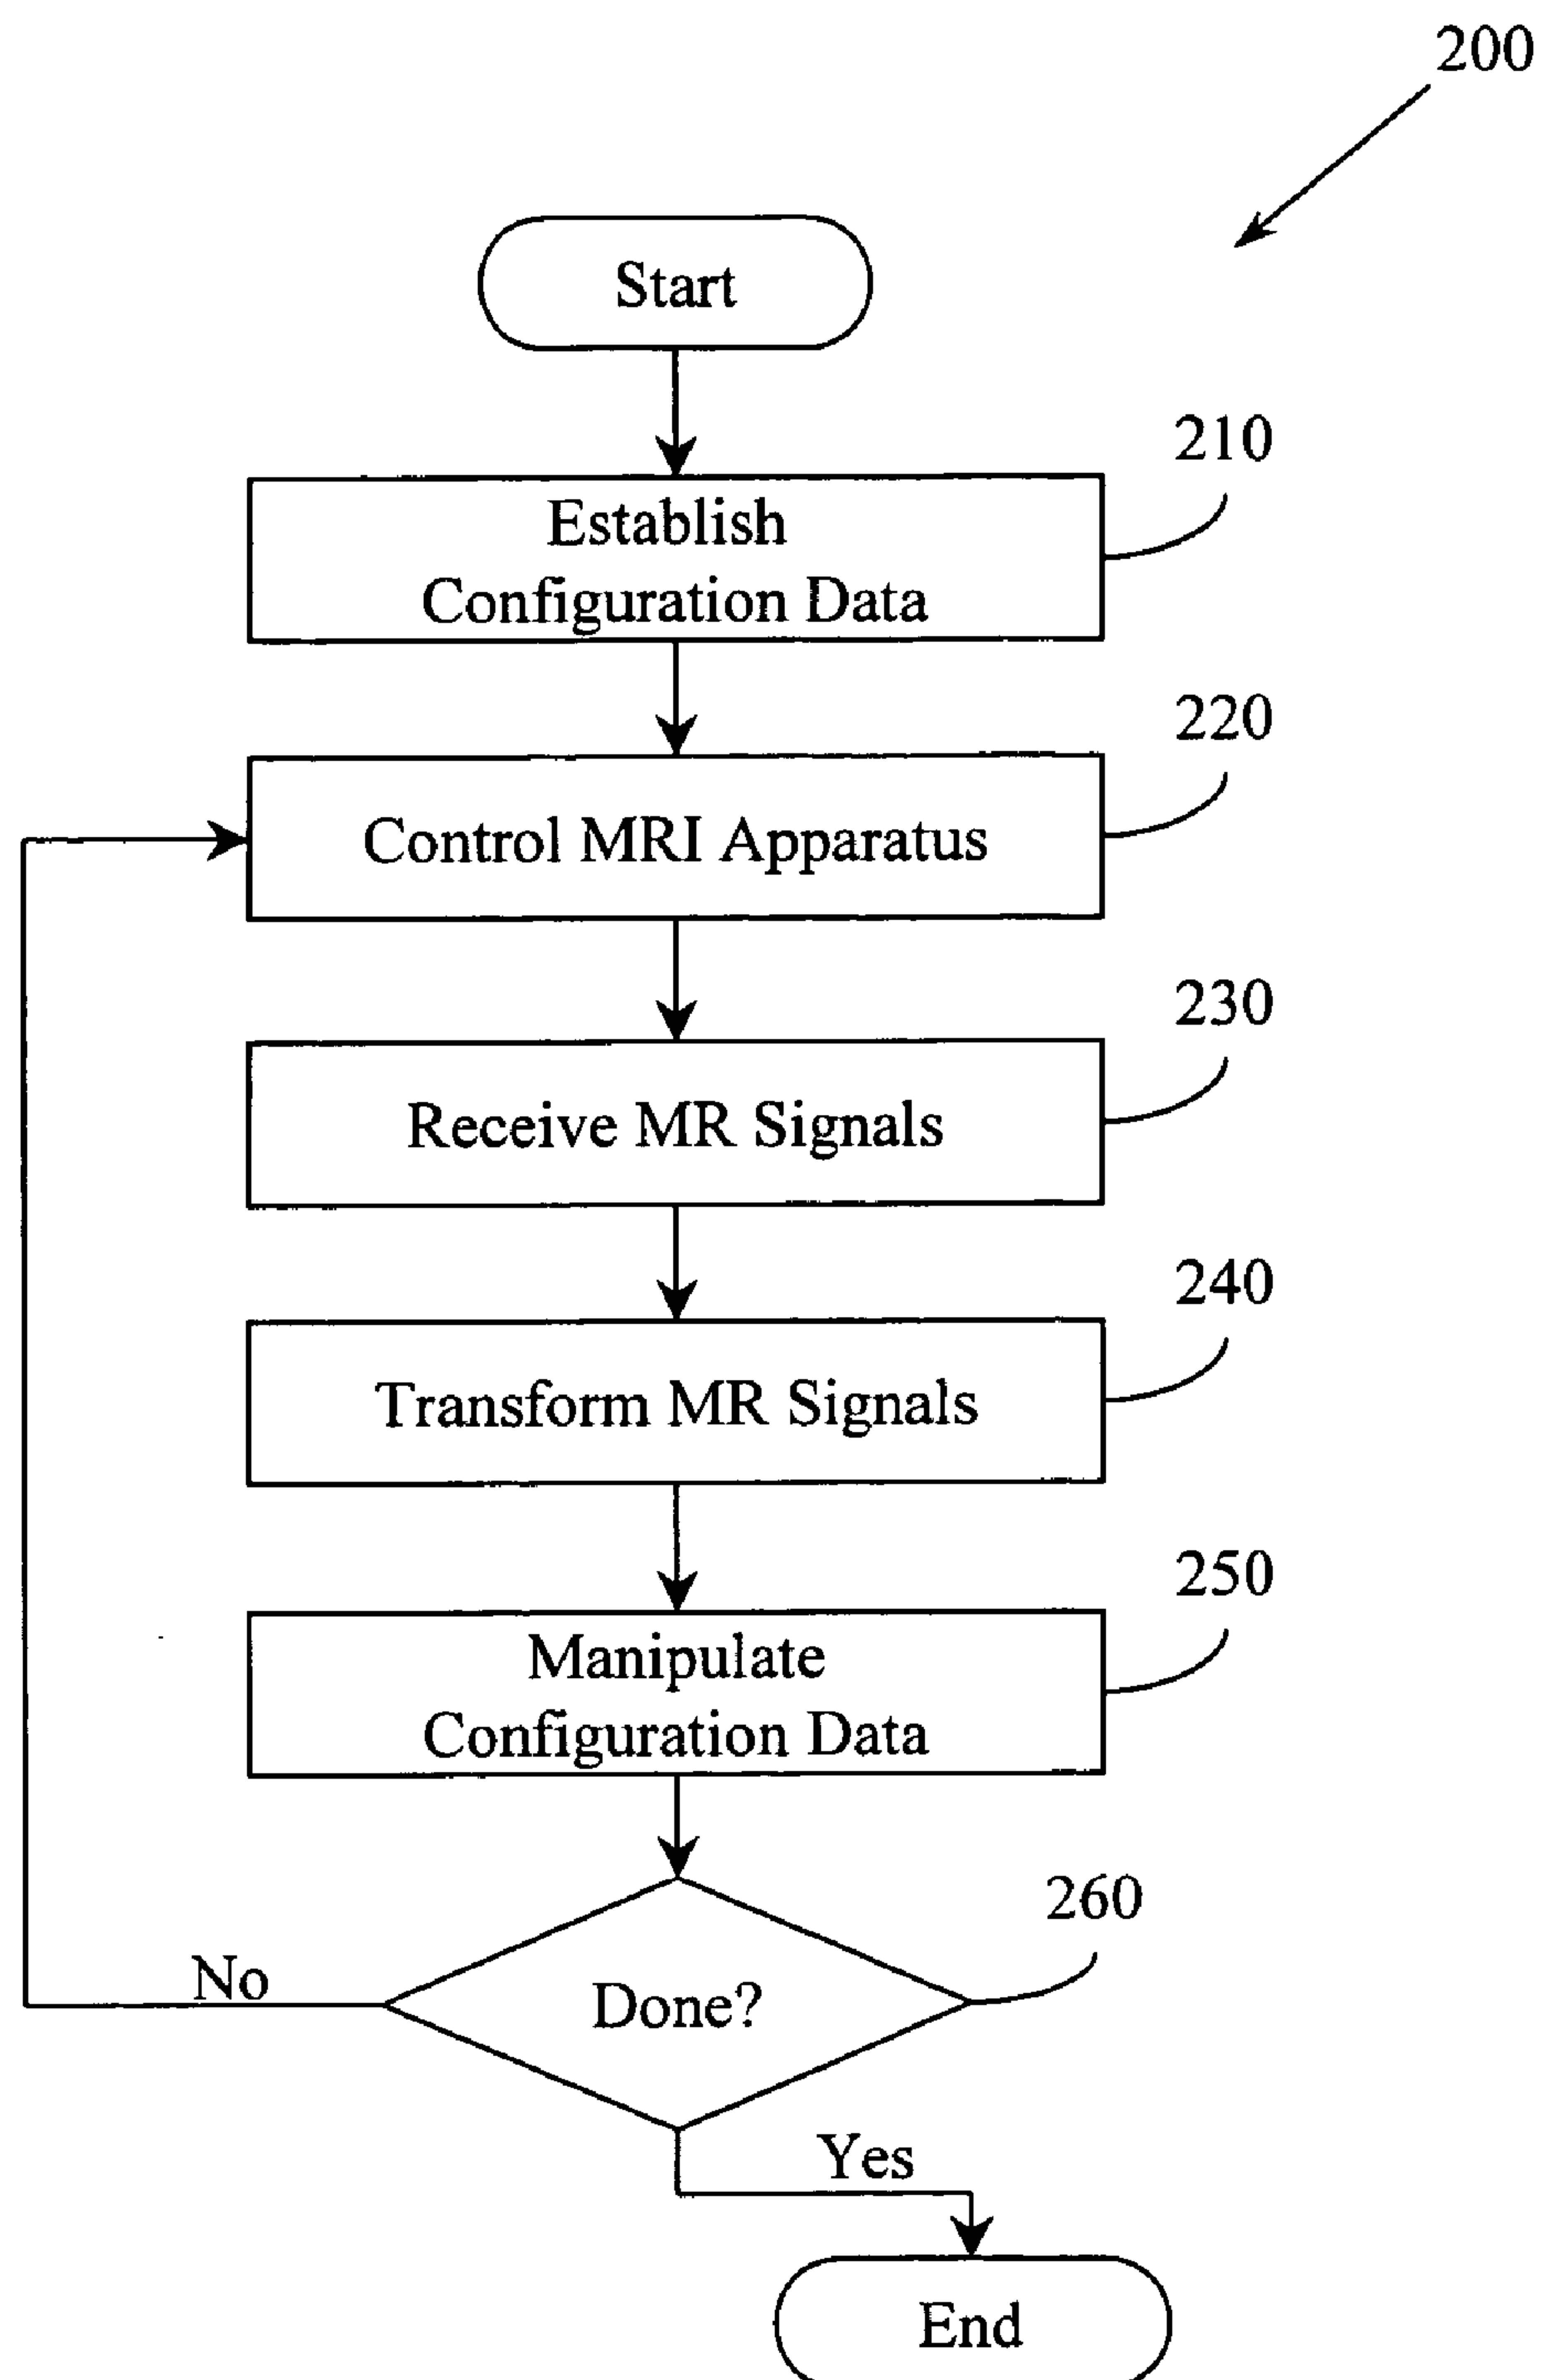 200
Start
210
Establish
Configuration Data
220
Control MRI Apparatus
230
Receive MR Signals
240
Transform MR Signals
250
Manipulate
Configuration Data
260
No
Done?
Yes
End